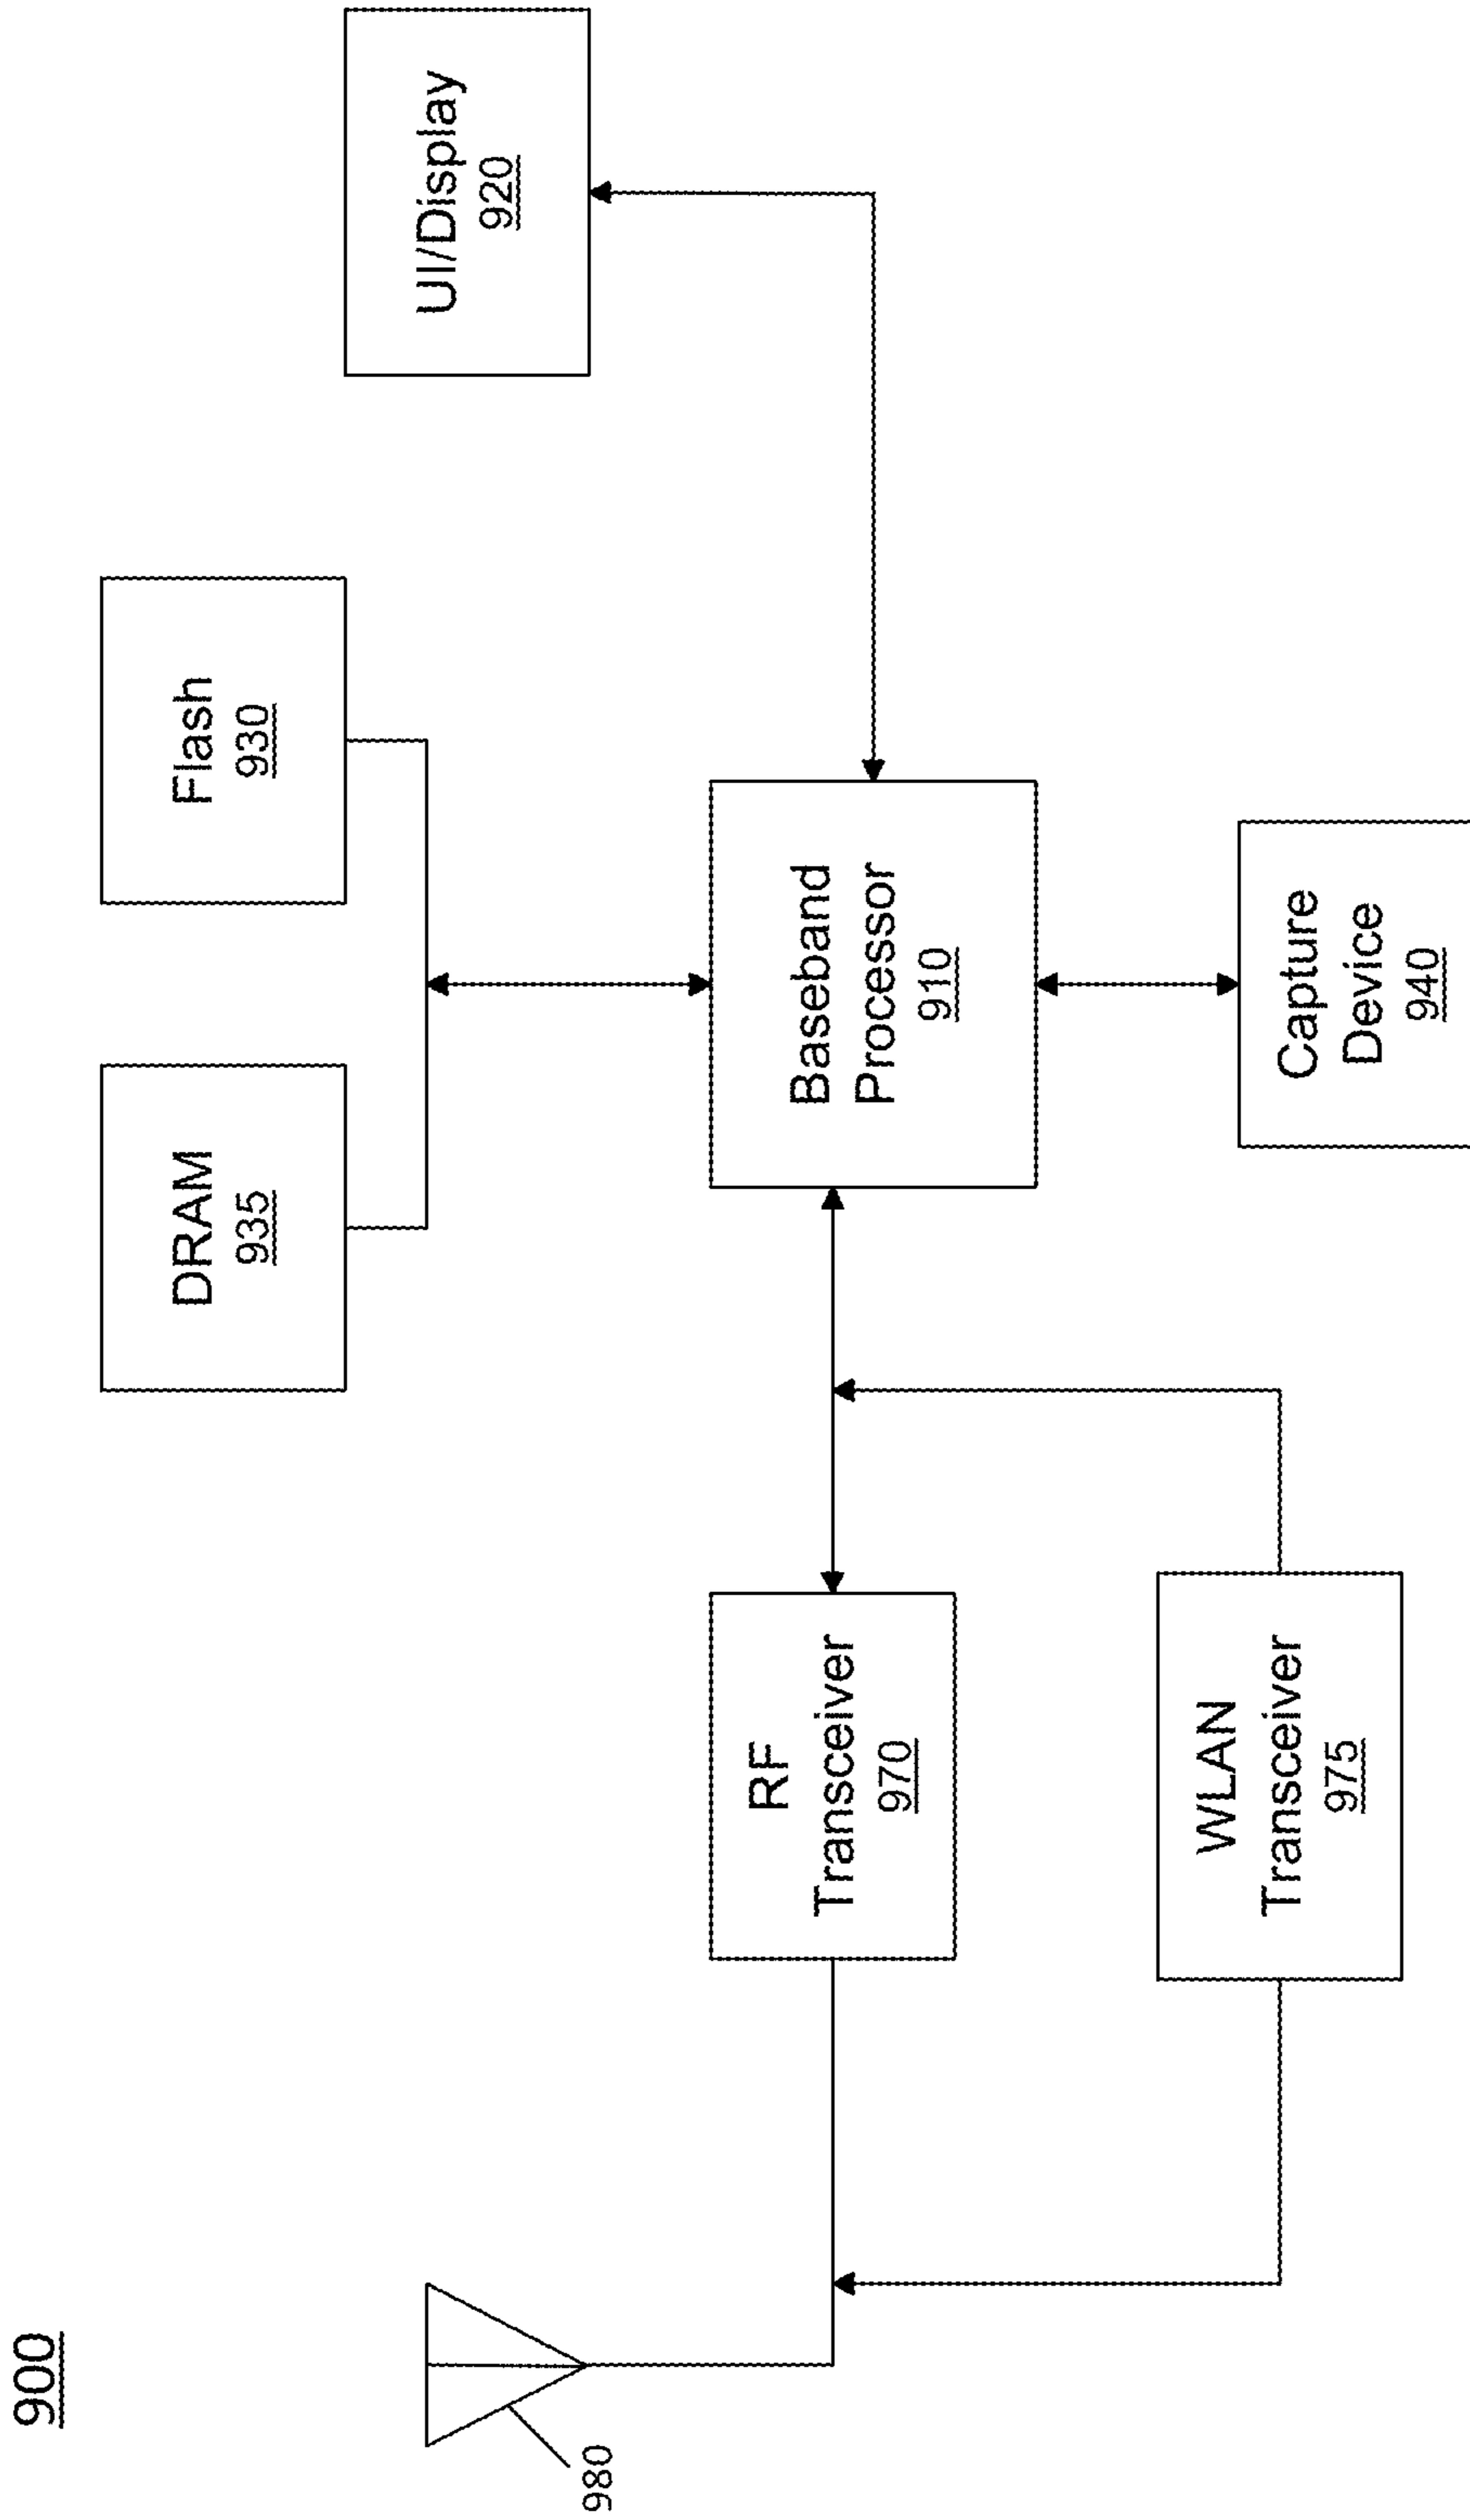 900
DRAM
935
Flash
930
UI/Display
920
980
RF
Transceiver
970
Baseband
Processor
910
WLAN
Transceiver
975
Capture
Device
940